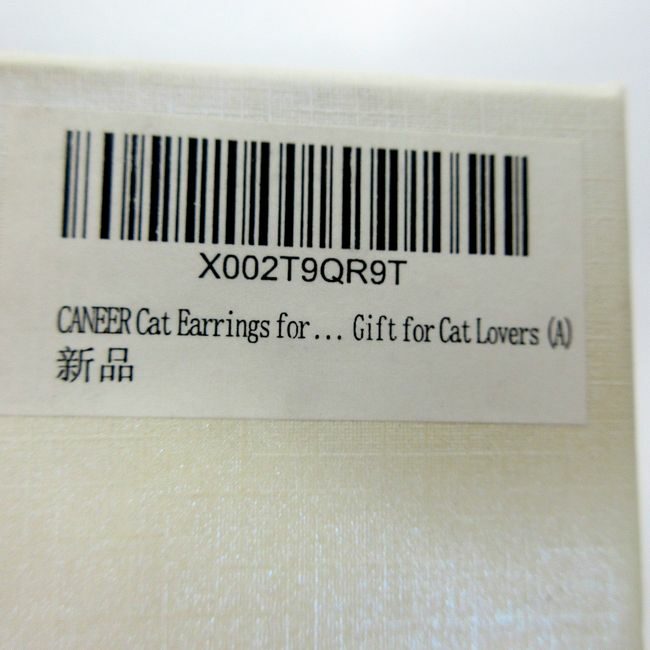 X002T9QR9T
CANEER Cat Earrings for... Gift for Cat Lovers (A)
新品